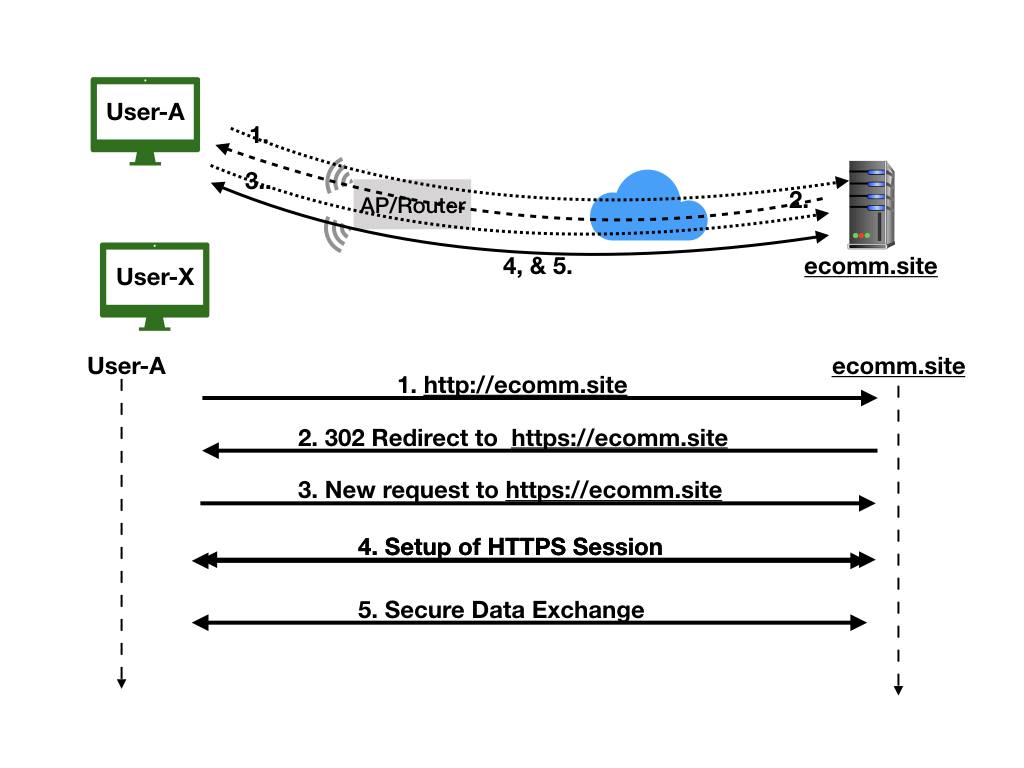 User-A
1.
3.
AP/Router
2.
4, & 5.
ecomm.site
User-X
User-A
ecomm.site
1. http://ecomm.site
2. 302 Redirect to  https://ecomm.site
3. New request to https://ecomm.site
4. Setup of HTTPS Session
5. Secure Data Exchange